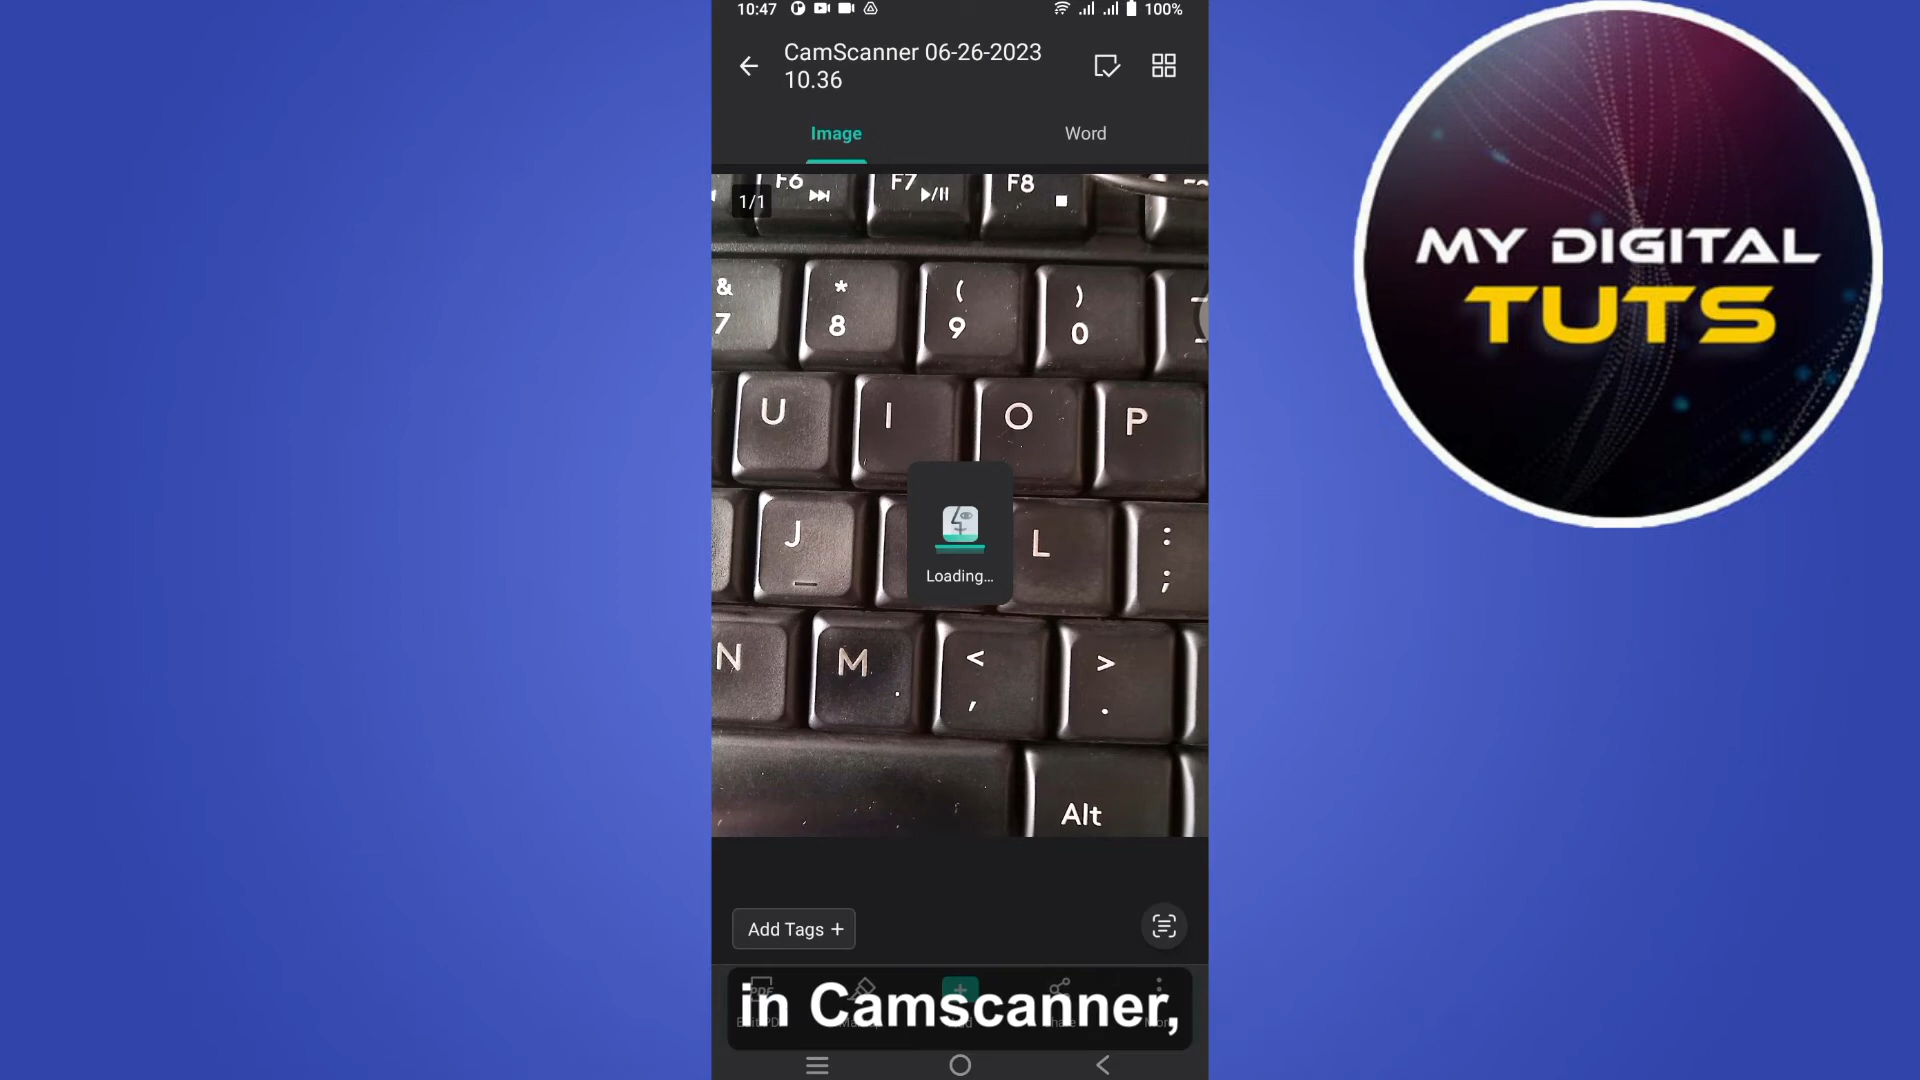 10:47
100%
CamScanner 06-26-2023
10.36
Image
Word
1/1
F6
F7
F8
&
7
*
8
(
9
)
0
U
I
O
P
J
L
:
;
N
M
<
,
>
.
Alt
Loading...
Add Tags +
in Camscanner,
MY DIGITAL
TUTS